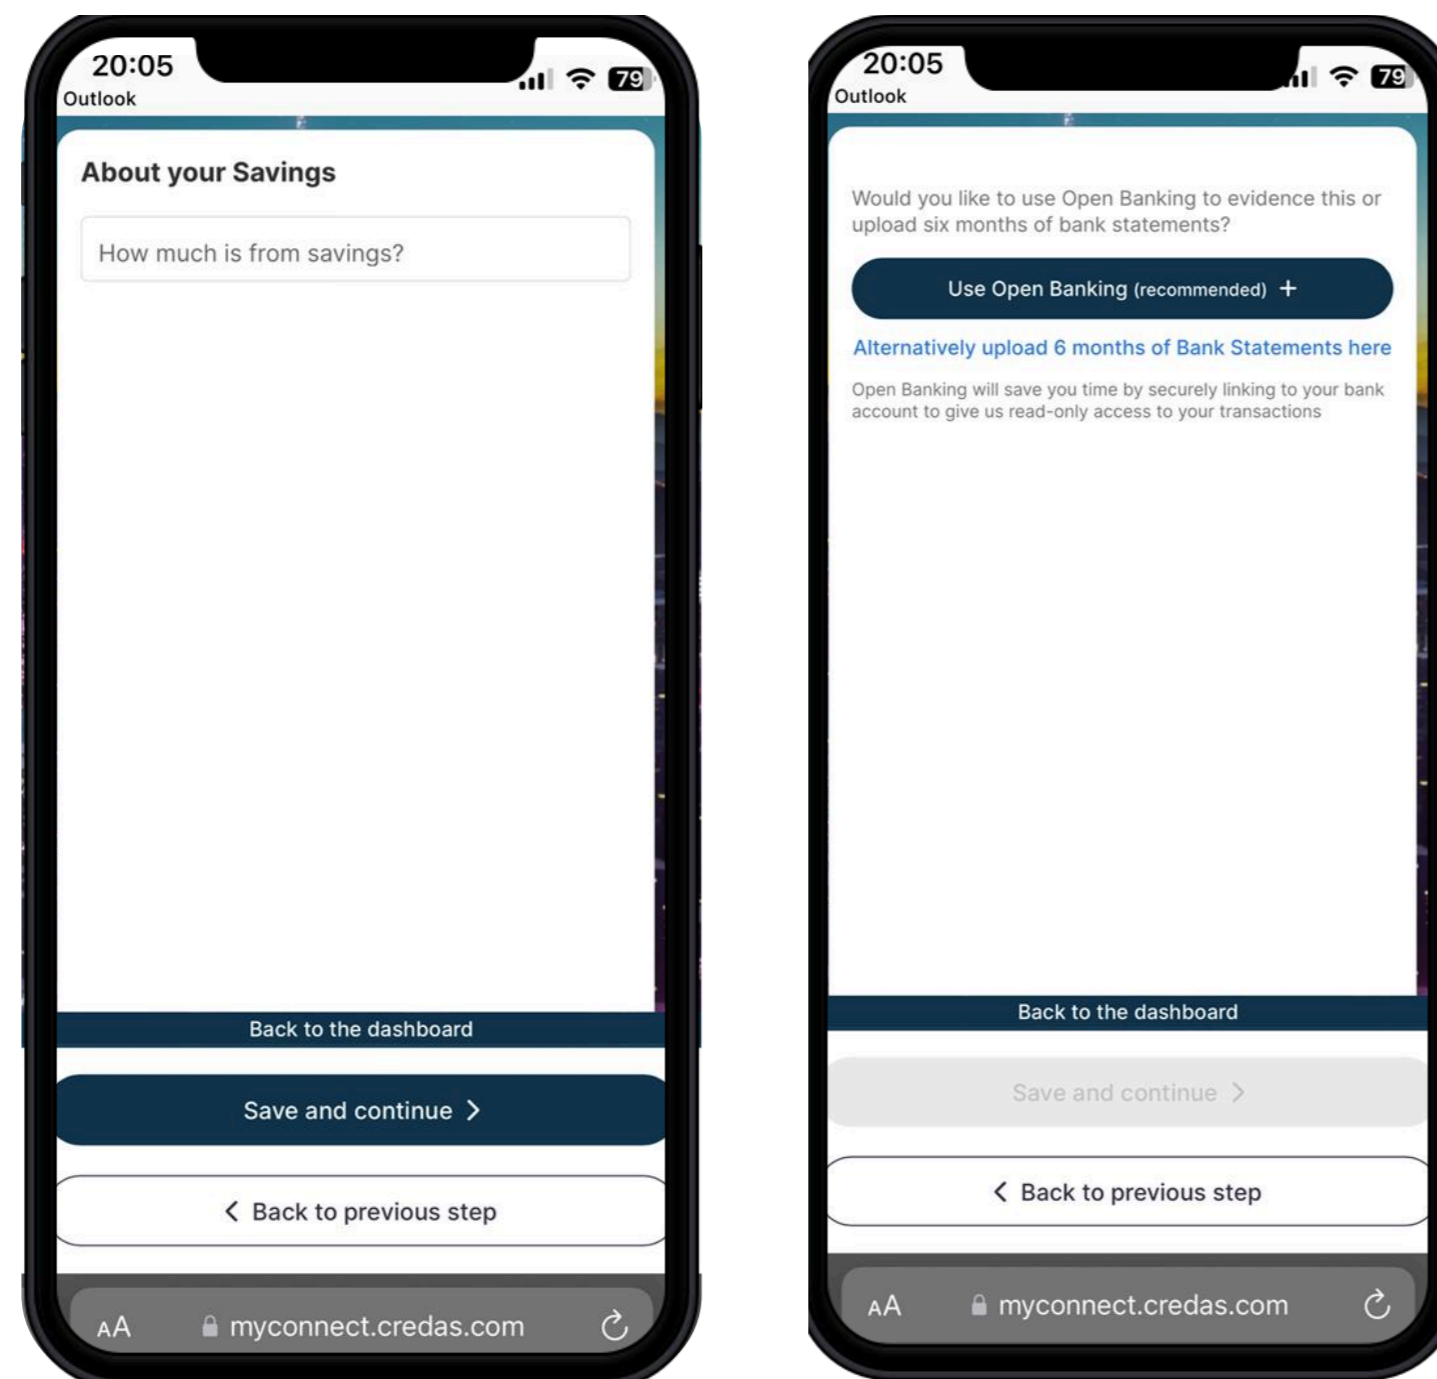 20:05
79
Outlook
About your Savings
How much is from savings?
Back to the dashboard
Save and continue >
< Back to previous step
AA myconnect.credas.com
20:05
79
Outlook
Would you like to use Open Banking to evidence this or
upload six months of bank statements?
Use Open Banking (recommended) +
Alternatively upload 6 months of Bank Statements here
Open Banking will save you time by securely linking to your bank
account to give us read-only access to your transactions
Back to the dashboard
Save and continue >
< Back to previous step
AA myconnect.credas.com